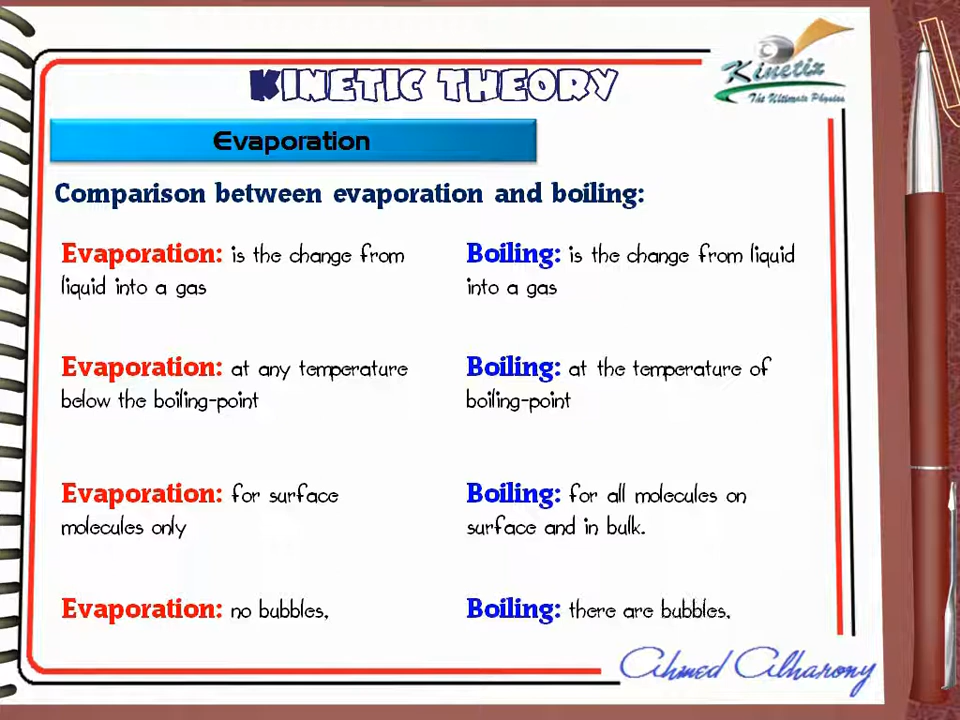 KINETIC THEORY
© Kinetix
The Ultimate Physics
Evaporation
Comparison between evaporation and boiling:
Evaporation: is the change from
liquid into a gas
Boiling: is the change from liquid
into a gas
Evaporation: at any temperature
below the boiling-point
Boiling: at the temperature of
boiling-point
Evaporation: for surface
molecules only
Boiling: for all molecules on
surface and in bulk.
Evaporation: no bubbles.
Boiling: there are bubbles.
Ahmed Alharony